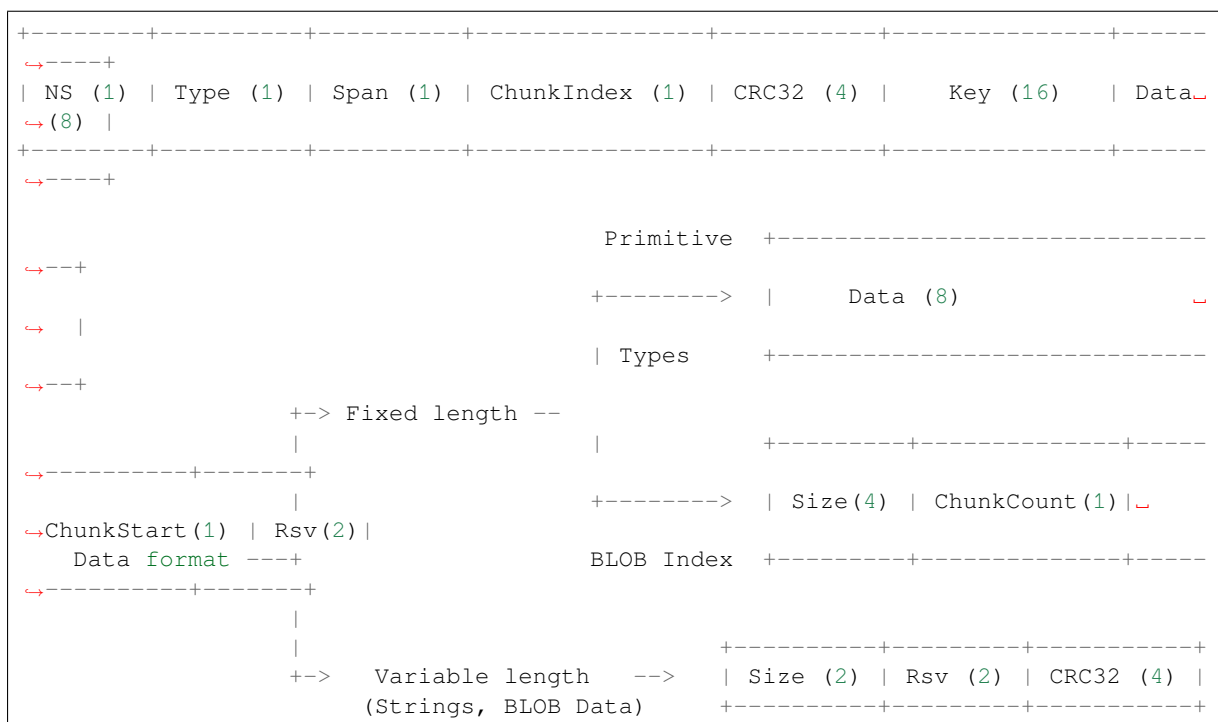 +--------+----------+----------+---------------+-----------+---------------+------
↪----+
| NS (1) | Type (1) | Span (1) | ChunkIndex (1) | CRC32 (4) |    Key (16)    | Data␣
↪(8) |
+--------+----------+----------+---------------+-----------+---------------+------
↪----+
Primitive  +-----------------------------
↪--+
+--------> |     Data (8)                ␣
↪  |
| Types     +-----------------------------
↪--+
+-> Fixed length --
|                   |           +---------+--------------+-----
↪----------+-------+
|                   +--------> | Size(4) | ChunkCount(1)|␣
↪ChunkStart(1) | Rsv(2)|
Data format ---+                   BLOB Index  +---------+--------------+-----
↪----------+-------+
|
|                             +----------+---------+-----------+
+->   Variable length   -->   | Size (2) | Rsv (2) | CRC32 (4) |
(Strings, BLOB Data)     +----------+---------+-----------+